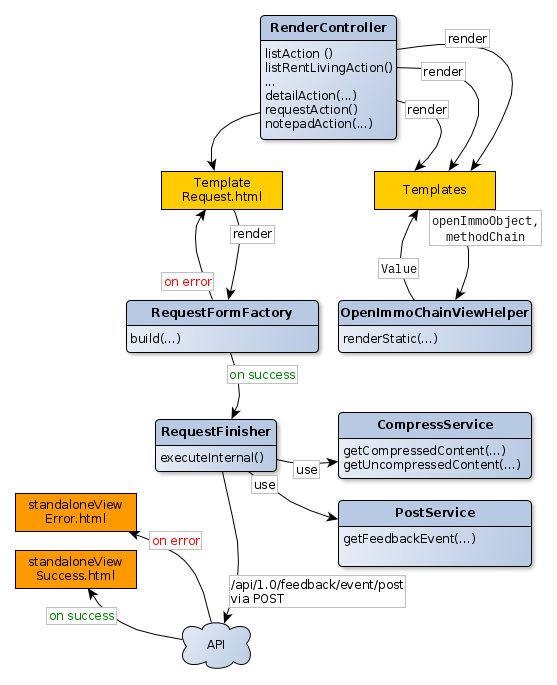 RenderController
listAction ()
listRentLivingAction()
...
detailAction(...)
requestAction()
notepadAction(...)
render
render
render
Template
Request.html
Templates
render
openImmoObject,
methodChain
Value
on error
RequestFormFactory
build(...)
OpenImmoChainViewHelper
renderStatic(...)
on success
RequestFinisher
executeInternal()
CompressService
getCompressedContent(...)
getUncompressedContent(...)
use
use
standaloneView
Error.html
PostService
getFeedbackEvent(...)
on error
standaloneView
Success.html
/api/1.0/feedback/event/post
via POST
on success
API